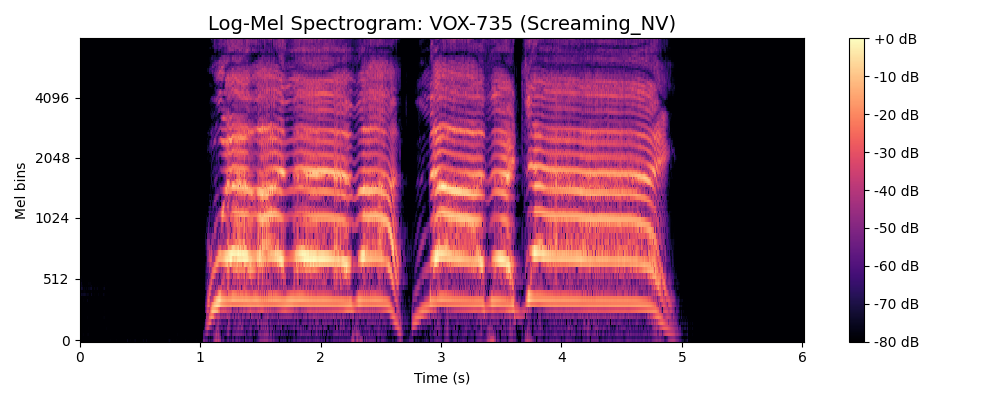 Log-Mel Spectrogram: VOX-735 (Screaming_NV)
Mel bins
4096
2048
1024
512
0
0 1 2 3 4 5 6
Time (s)
+0 dB
-10 dB
-20 dB
-30 dB
-40 dB
-50 dB
-60 dB
-70 dB
-80 dB